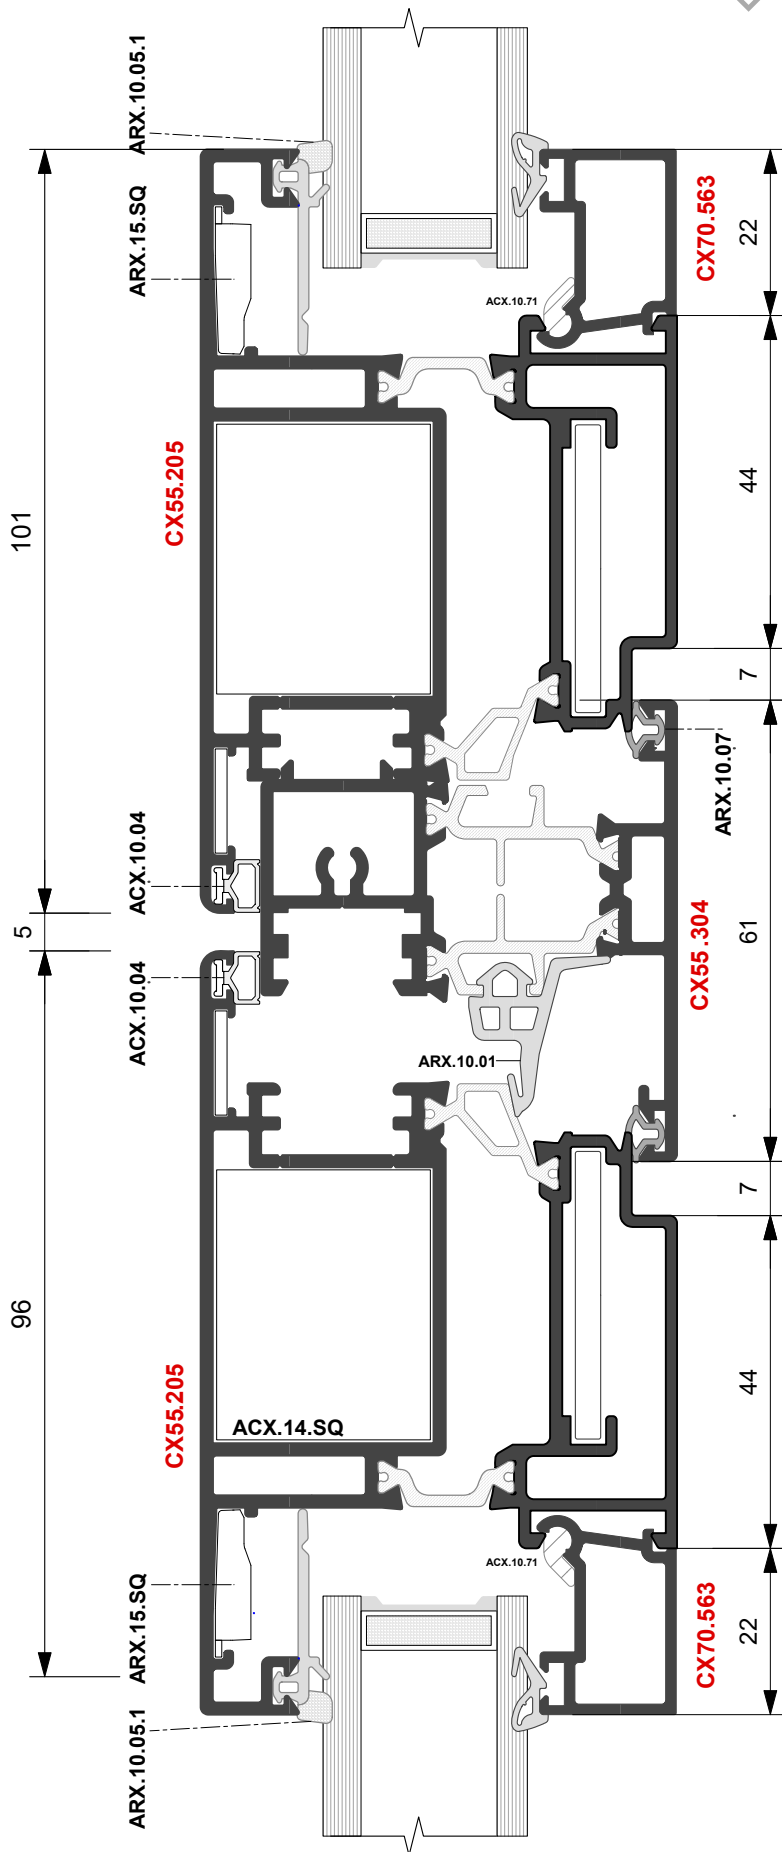 ARX.10.05.1
ARX.15.SQ
CX70.563
22
ACX.10.71
CX55.205
44
101
7
ARX.10.07
ACX.10.04
5
CX55.304
61
ACX.10.04
ARX.10.01
7
96
CX55.205
ACX.14.SQ
44
ACX.10.71
ARX.15.SQ
CX70.563
22
ARX.10.05.1